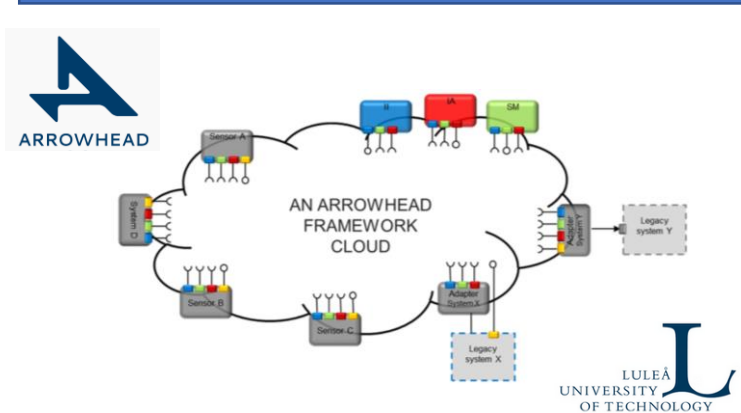 ARROWHEAD
II
IA
SM
Sensor A
System D
AN ARROWHEAD
FRAMEWORK
CLOUD
Adapter
System Y
Legacy
system Y
Sensor B
Sensor C
Adapter
System X
Legacy
system X
LULEÅ
UNIVERSITY
OF TECHNOLOGY
L